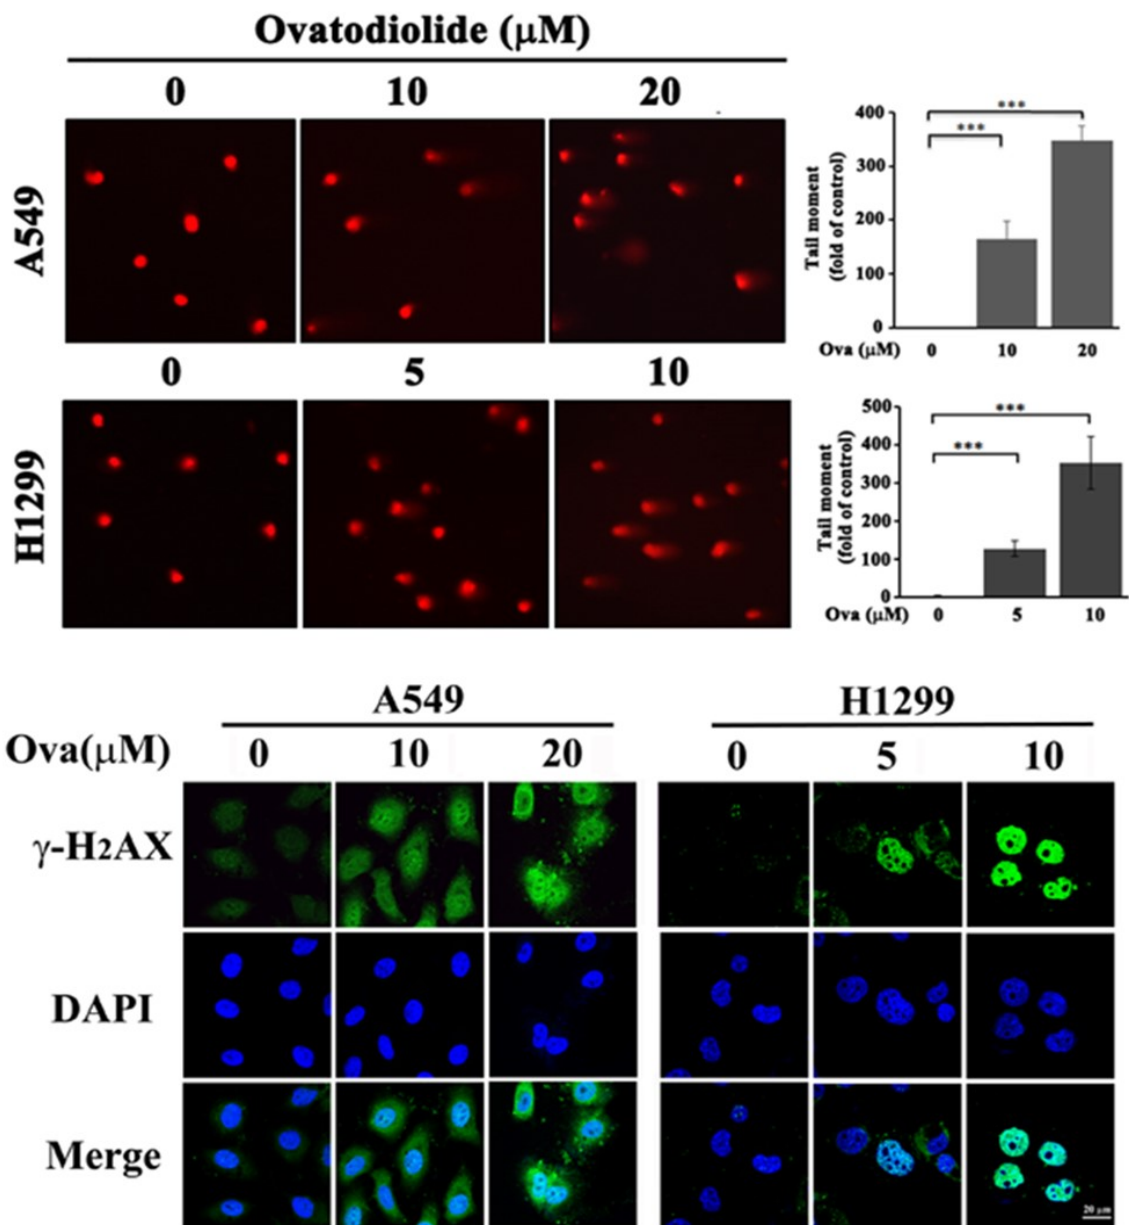 Ovatodiolide (μM)
0 10 20
A549
400
300
200
100
0
Tail moment
(fold of control)
***
***
Ova (μM) 0 10 20
0 5 10
H1299
500
400
300
200
100
0
Tail moment
(fold of control)
***
***
Ova (μM) 0 5 10
A549 H1299
Ova(μM) 0 10 20 0 5 10
γ-H2AX
DAPI
Merge
20 μm